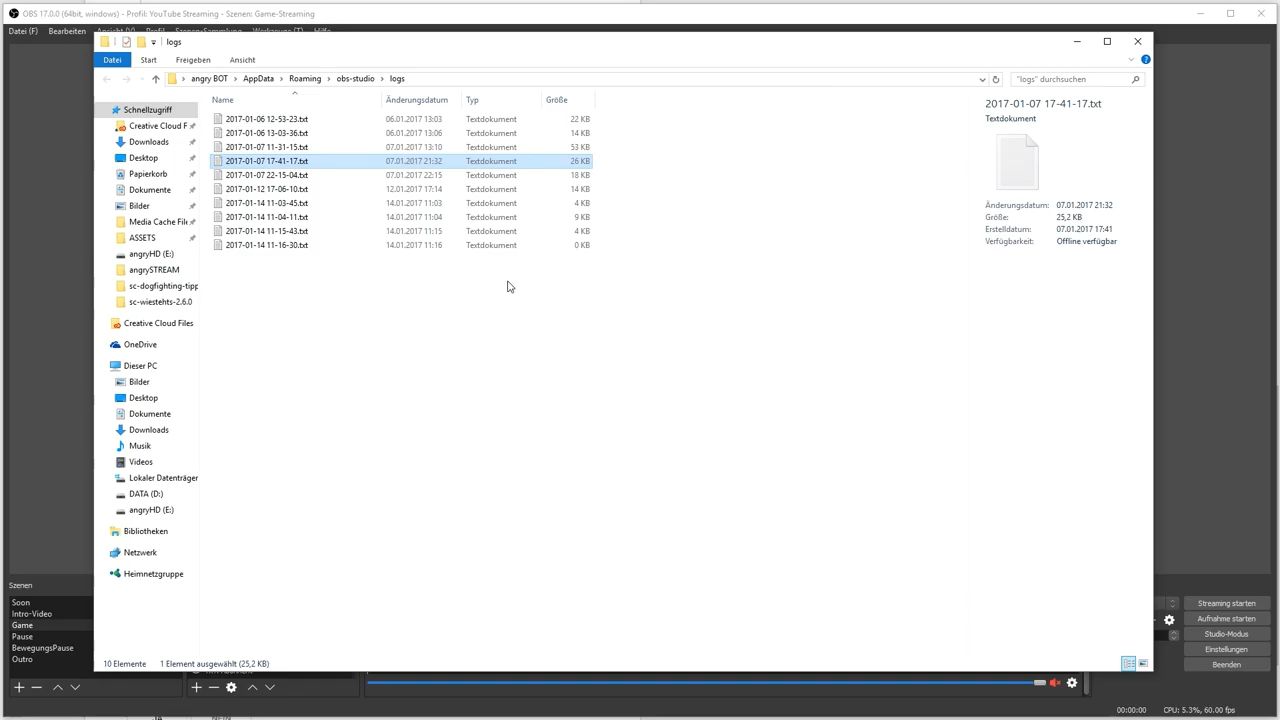 OBS 17.0.0 (64bit, windows) - Profil: YouTube Streaming - Szenen: Game-Streaming
Datei (F) Bearbeiten Ansicht (V) Profil Szenen-Sammlung Werkzeuge (T) Hilfe
logs
Datei Start Freigeben Ansicht
angry BOT > AppData > Roaming > obs-studio > logs
"logs" durchsuchen
Name Änderungsdatum Typ Größe
2017-01-06 12-53-23.txt 06.01.2017 13:03 Textdokument 22 KB
2017-01-06 13-03-36.txt 06.01.2017 13:06 Textdokument 14 KB
2017-01-07 11-31-15.txt 07.01.2017 13:10 Textdokument 53 KB
2017-01-07 17-41-17.txt 07.01.2017 21:32 Textdokument 26 KB
2017-01-07 22-15-04.txt 07.01.2017 22:15 Textdokument 18 KB
2017-01-12 17-06-10.txt 12.01.2017 17:14 Textdokument 14 KB
2017-01-14 11-03-45.txt 14.01.2017 11:03 Textdokument 4 KB
2017-01-14 11-04-11.txt 14.01.2017 11:04 Textdokument 9 KB
2017-01-14 11-15-43.txt 14.01.2017 11:15 Textdokument 4 KB
2017-01-14 11-16-30.txt 14.01.2017 11:16 Textdokument 0 KB
Schnellzugriff
Creative Cloud F
Downloads
Desktop
Papierkorb
Dokumente
Bilder
Media Cache File
ASSETS
angryHD (E:)
angrySTREAM
sc-dogfighting-tipp
sc-wiestehts-2.6.0
Creative Cloud Files
OneDrive
Dieser PC
Bilder
Desktop
Dokumente
Downloads
Musik
Videos
Lokaler Datenträger
DATA (D:)
angryHD (E:)
Bibliotheken
Netzwerk
Heimnetzgruppe
2017-01-07 17-41-17.txt
Textdokument
Änderungsdatum: 07.01.2017 21:32
Größe: 25,2 KB
Erstelldatum: 07.01.2017 17:41
Verfügbarkeit: Offline verfügbar
10 Elemente 1 Element ausgewählt (25,2 KB)
Szenen
Soon
Intro-Video
Game
Pause
BewegungsPause
Outro
Streaming starten
Aufnahme starten
Studio-Modus
Einstellungen
Beenden
00:00:00 CPU: 5.3%, 60.00 fps